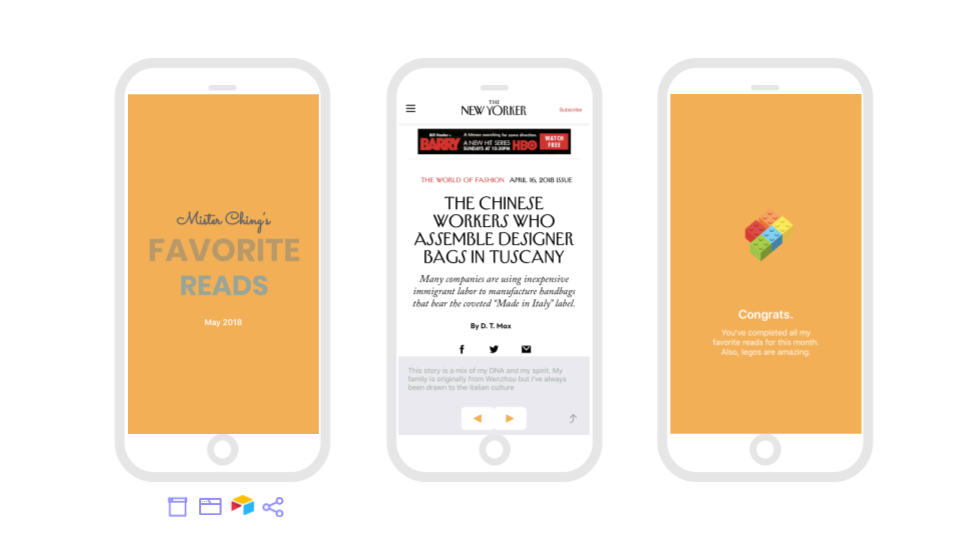 Mister Ching's
FAVORITE
READS
May 2018
THE
NEW YORKER
Subscribe
Bill Hader is
BARRY
A hitman searching for some direction.
A NEW HIT SERIES
SUNDAYS AT 10:30PM
HBO
WATCH
FREE
THE WORLD OF FASHION APRIL 16, 2018 ISSUE
THE CHINESE
WORKERS WHO
ASSEMBLE DESIGNER
BAGS IN TUSCANY
Many companies are using inexpensive
immigrant labor to manufacture handbags
that bear the coveted "Made in Italy" label.
By D. T. Max
This story is a mix of my DNA and my spirit. My
family is originally from Wenzhou but I've always
been drawn to the Italian culture
Congrats.
You've completed all my
favorite reads for this month.
Also, legos are amazing.